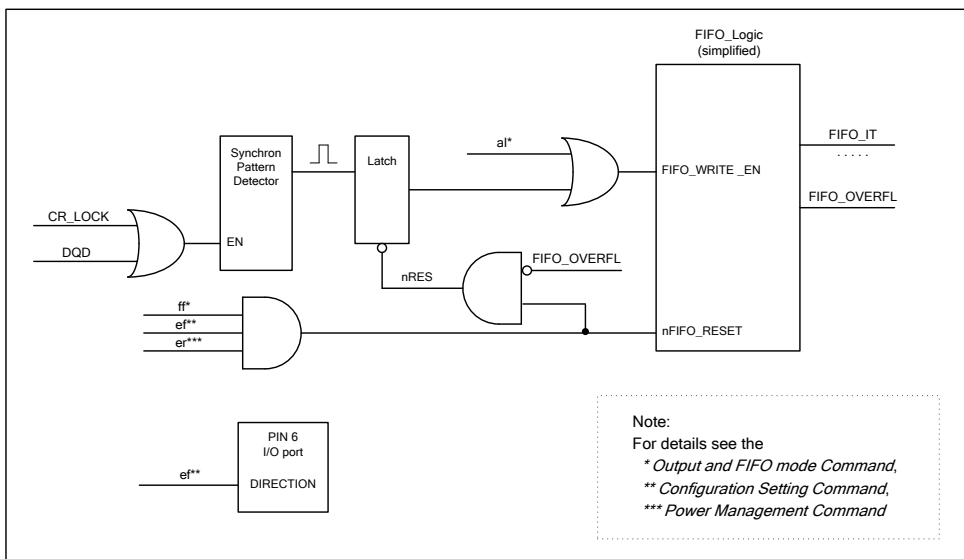 FIFO_Logic
(simplified)
FIFO_IT
. . . . .
al*
Synchron
Pattern
Detector
Latch
FIFO_WRITE _EN
FIFO_OVERFL
CR_LOCK
EN
DQD
FIFO_OVERFL
nRES
ff*
ef**
er***
nFIFO_RESET
PIN 6
I/O port
ef**
DIRECTION
Note:
For details see the
* Output and FIFO mode Command,
** Configuration Setting Command,
*** Power Management Command